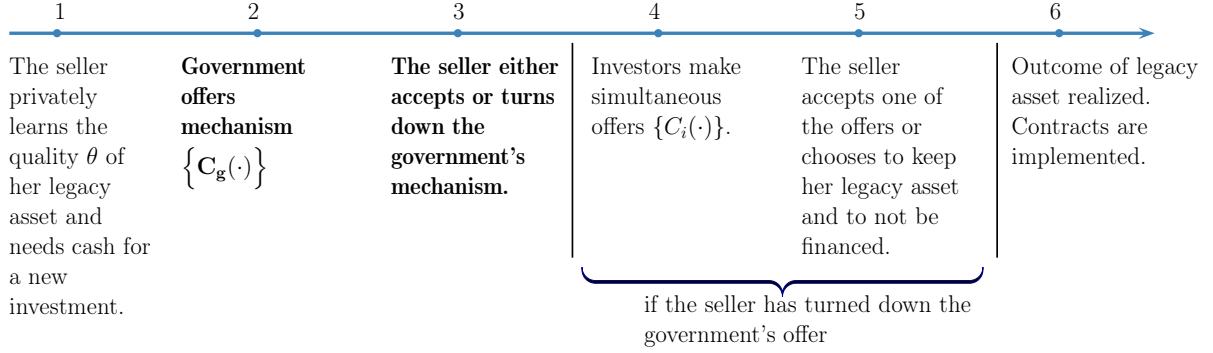 1 2 3 4 5 6
The seller
privately
learns the
quality θ of
her legacy
asset and
needs cash for
a new
investment.
Government
offers
mechanism
{C_g(·)}
The seller either
accepts or turns
down the
government's
mechanism.
Investors make
simultaneous
offers {C_i(·)}.
The seller
accepts one of
the offers or
chooses to keep
her legacy asset
and to not be
financed.
Outcome of legacy
asset realized.
Contracts are
implemented.
if the seller has turned down the
government's offer